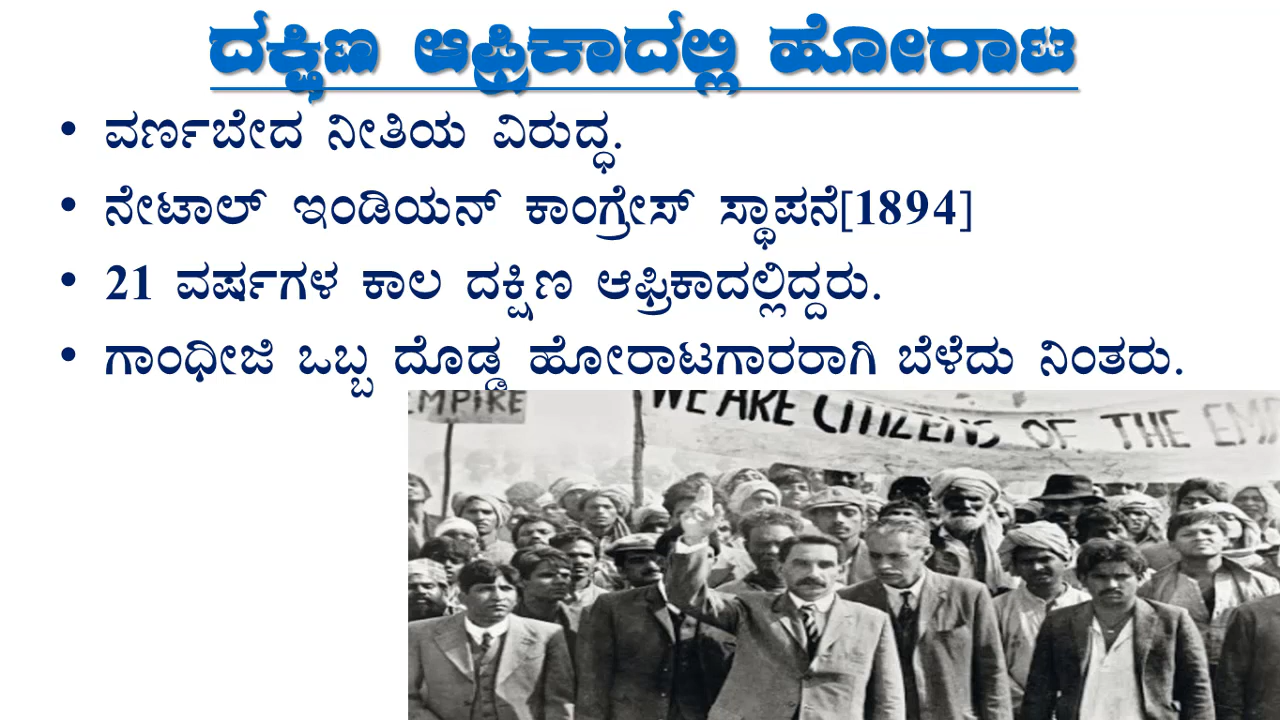 ದಕ್ಷಿಣ ಆಫ್ರಿಕಾದಲ್ಲಿ ಹೋರಾಟ
• ವರ್ಣಬೇದ ನೀತಿಯ ವಿರುದ್ಧ.
• ನೇಟಾಲ್ ಇಂಡಿಯನ್ ಕಾಂಗ್ರೇಸ್ ಸ್ಥಾಪನೆ[1894]
• 21 ವರ್ಷಗಳ ಕಾಲ ದಕ್ಷಿಣ ಆಫ್ರಿಕಾದಲ್ಲಿದ್ದರು.
• ಗಾಂಧೀಜಿ ಒಬ್ಬ ದೊಡ್ಡ ಹೋರಾಟಗಾರರಾಗಿ ಬೆಳೆದು ನಿಂತರು.
EMPIRE
WE ARE CITIZENS OF THE EMP